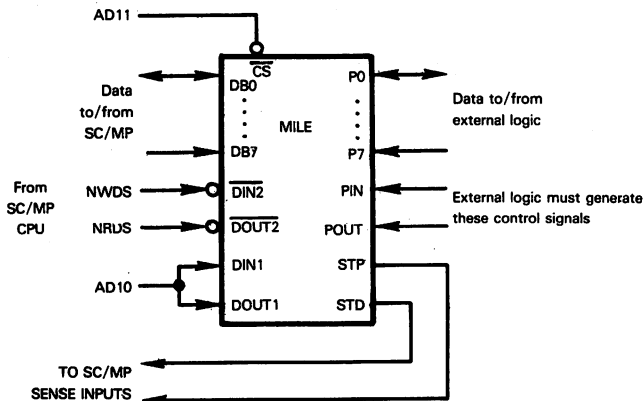 AD11
CS
DB0
P0
Data
to/from
SC/MP
MILE
Data to/from
external logic
DB7
P7
From
SC/MP
CPU
NWDS
DIN2
PIN
External logic must generate
these control signals
NRDS
DOUT2
POUT
DIN1
STP
AD10
DOUT1
STD
TO SC/MP
SENSE INPUTS